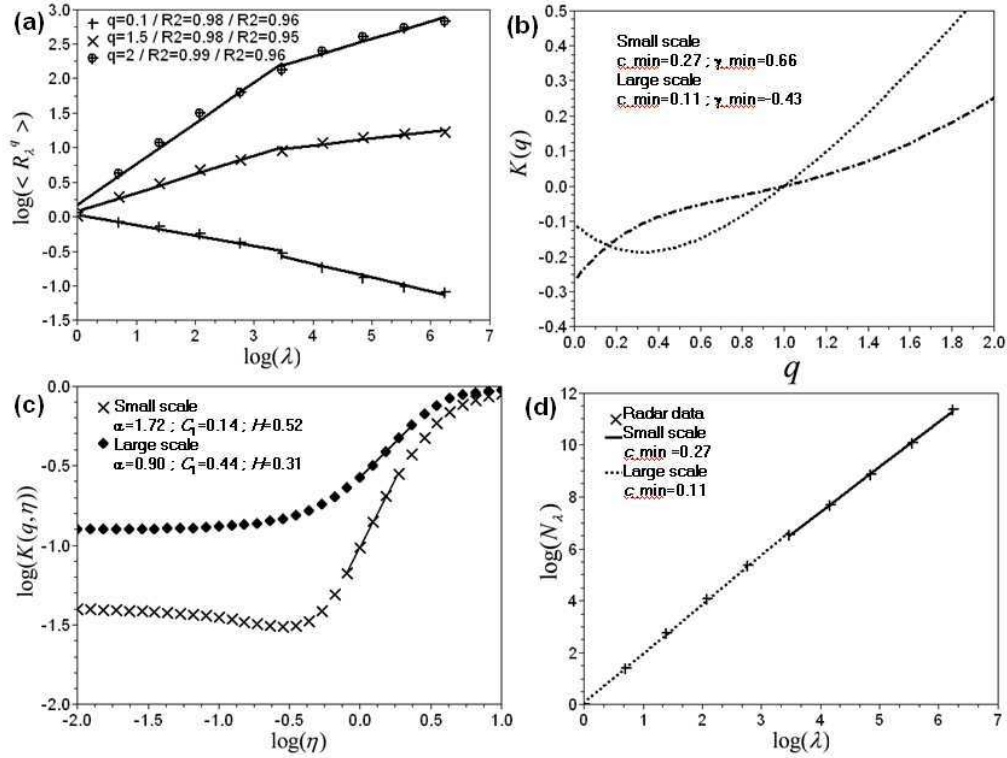 (a)
q=0.1 / R2=0.98 / R2=0.96
q=1.5 / R2=0.98 / R2=0.95
q=2 / R2=0.99 / R2=0.96
3.0
2.5
2.0
1.5
1.0
0.5
0.0
-0.5
-1.0
-1.5
log(< R_λ^q >)
0 1 2 3 4 5 6 7
log(λ)
(b)
Small scale
c_min=0.27 ; γ_min=0.66
Large scale
c_min=0.11 ; γ_min=-0.43
0.5
0.4
0.3
0.2
0.1
0.0
-0.1
-0.2
-0.3
-0.4
K(q)
0.0 0.2 0.4 0.6 0.8 1.0 1.2 1.4 1.6 1.8 2.0
q
(c)
Small scale
α=1.72 ; C₁=0.14 ; H=0.52
Large scale
α=0.90 ; C₁=0.44 ; H=0.31
0.0
-0.5
-1.0
-1.5
-2.0
log(K(q,η))
-2.0 -1.5 -1.0 -0.5 0.0 0.5 1.0
log(η)
(d)
Radar data
Small scale
c_min =0.27
Large scale
c_min=0.11
12
10
8
6
4
2
0
log(N_λ)
0 1 2 3 4 5 6 7
log(λ)